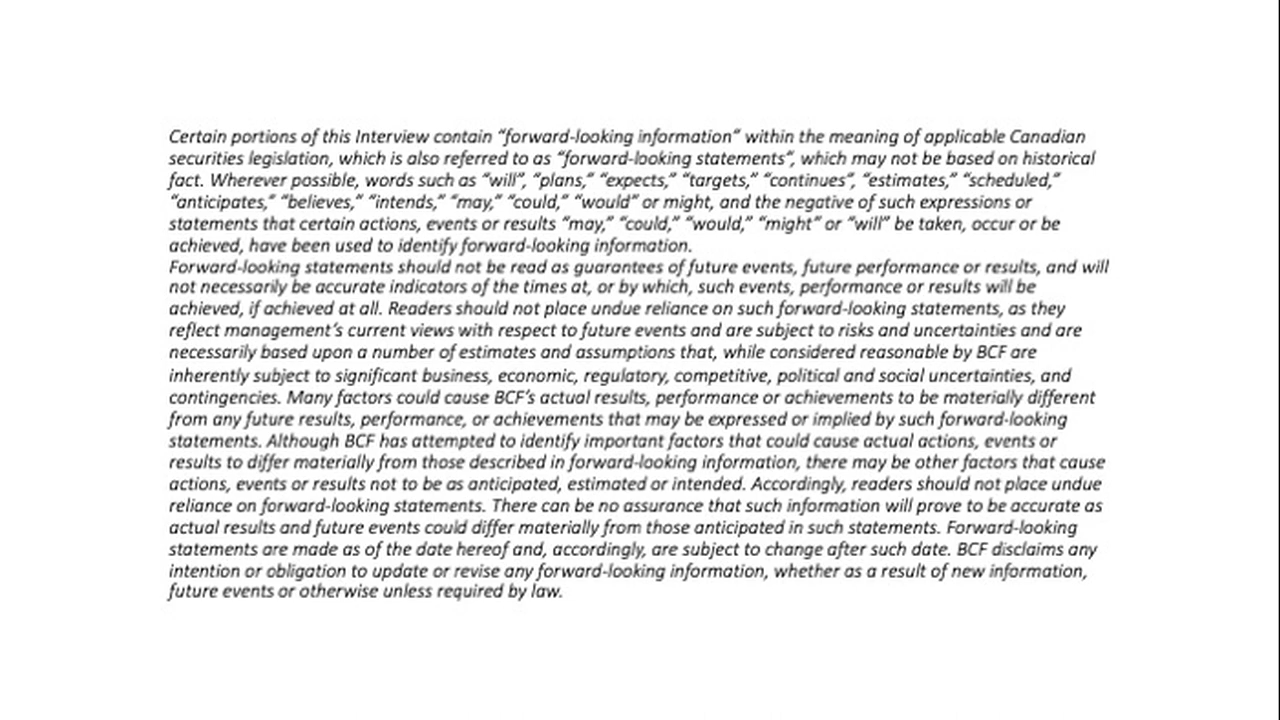 Certain portions of this Interview contain “forward-looking information“ within the meaning of applicable Canadian
securities legislation, which is also referred to as “forward-looking statements“, which may not be based on historical
fact. Wherever possible, words such as “will”, “plans,” “expects,” “targets,” “continues”, “estimates,” “scheduled,”
“anticipates,” “believes,” “intends,” “may,” “could,” “would” or might, and the negative of such expressions or
statements that certain actions, events or results “may,” “could,” “would,” “might” or “will” be taken, occur or be
achieved, have been used to identify forward-looking information.
Forward-looking statements should not be read as guarantees of future events, future performance or results, and will
not necessarily be accurate indicators of the times at, or by which, such events, performance or results will be
achieved, if achieved at all. Readers should not place undue reliance on such forward-looking statements, as they
reflect management’s current views with respect to future events and are subject to risks and uncertainties and are
necessarily based upon a number of estimates and assumptions that, while considered reasonable by BCF are
inherently subject to significant business, economic, regulatory, competitive, political and social uncertainties, and
contingencies. Many factors could cause BCF’s actual results, performance or achievements to be materially different
from any future results, performance, or achievements that may be expressed or implied by such forward-looking
statements. Although BCF has attempted to identify important factors that could cause actual actions, events or
results to differ materially from those described in forward-looking information, there may be other factors that cause
actions, events or results not to be as anticipated, estimated or intended. Accordingly, readers should not place undue
reliance on forward-looking statements. There can be no assurance that such information will prove to be accurate as
actual results and future events could differ materially from those anticipated in such statements. Forward-looking
statements are made as of the date hereof and, accordingly, are subject to change after such date. BCF disclaims any
intention or obligation to update or revise any forward-looking information, whether as a result of new information,
future events or otherwise unless required by law.